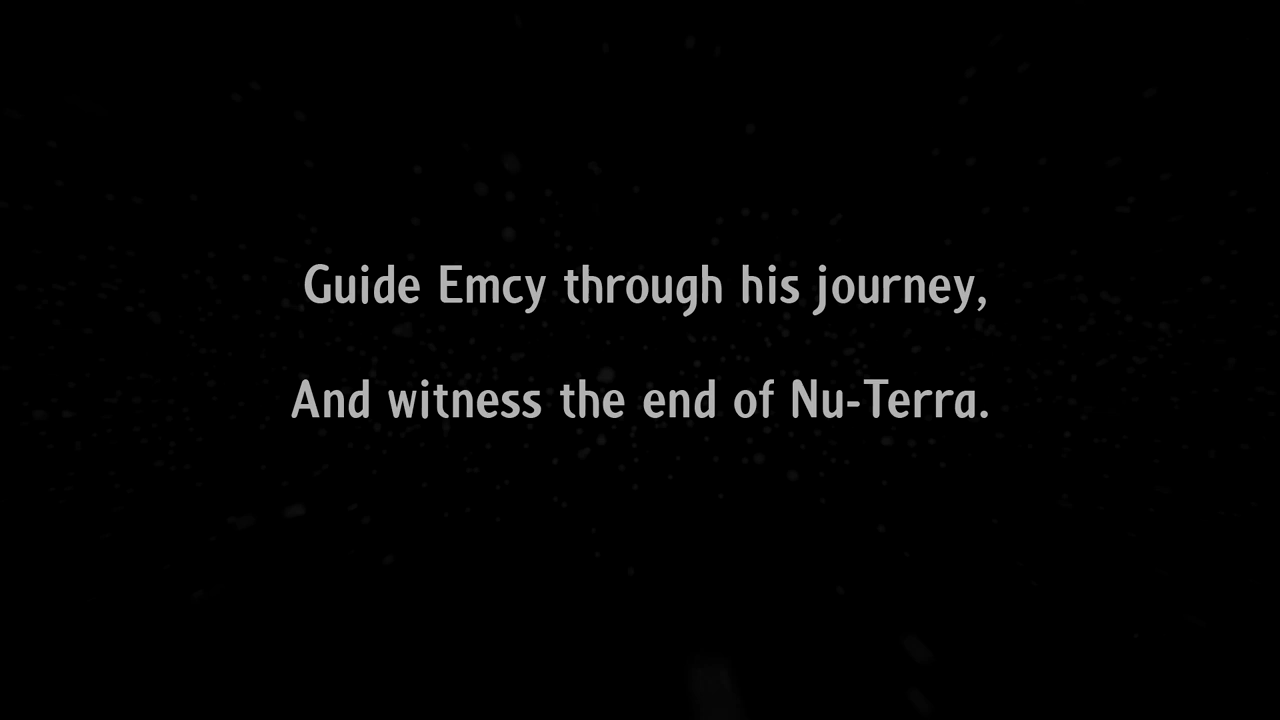 Guide Emcy through his journey,
And witness the end of Nu-Terra.